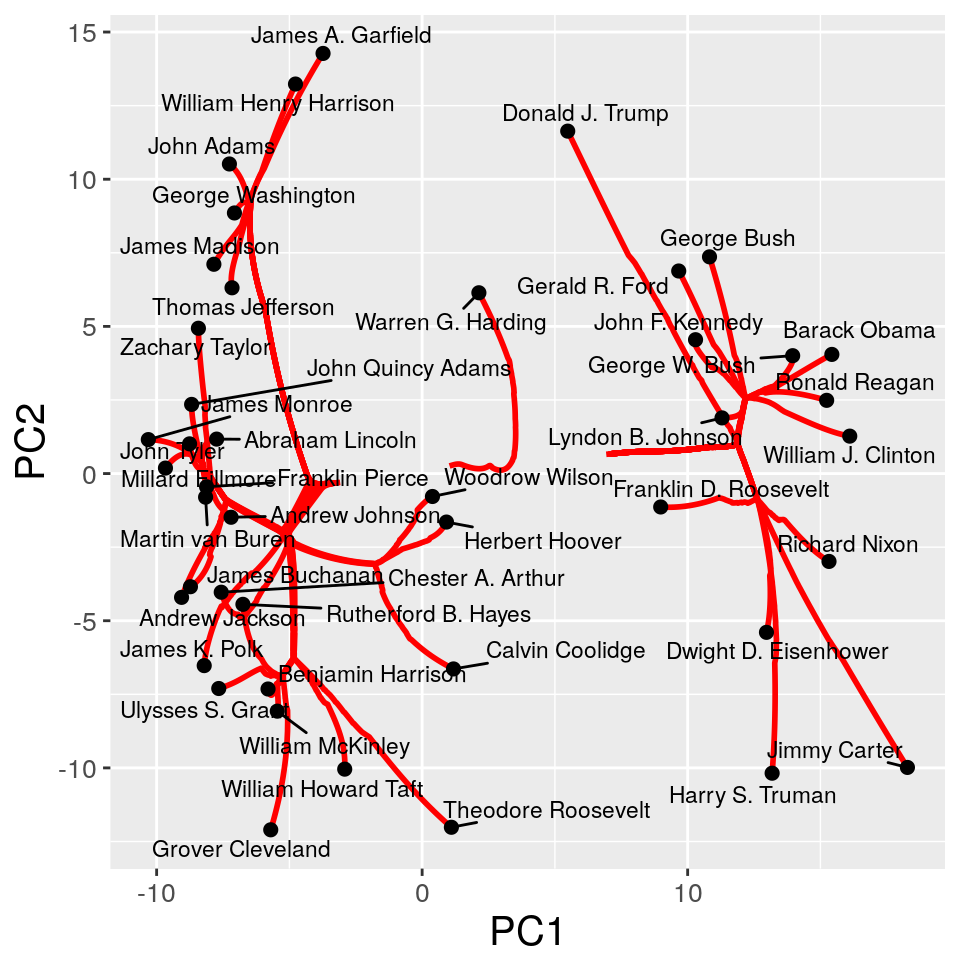 15
James A. Garfield
William Henry Harrison
Donald J. Trump
John Adams
10
George Washington
George Bush
James Madison
Gerald R. Ford
Thomas Jefferson
Warren G. Harding
John F. Kennedy
Barack Obama
5
Zachary Taylor
John Quincy Adams
George W. Bush
Ronald Reagan
James Monroe
PC2
Abraham Lincoln
Lyndon B. Johnson
John Tyler
William J. Clinton
0
Millard Fillmore
Franklin Pierce
Woodrow Wilson
Franklin D. Roosevelt
Andrew Johnson
Martin van Buren
Herbert Hoover
Richard Nixon
James Buchanan
Chester A. Arthur
-5
Andrew Jackson
Rutherford B. Hayes
James K. Polk
Calvin Coolidge
Dwight D. Eisenhower
Benjamin Harrison
Ulysses S. Grant
William McKinley
Jimmy Carter
-10
William Howard Taft
Harry S. Truman
Theodore Roosevelt
Grover Cleveland
-10
0
10
PC1